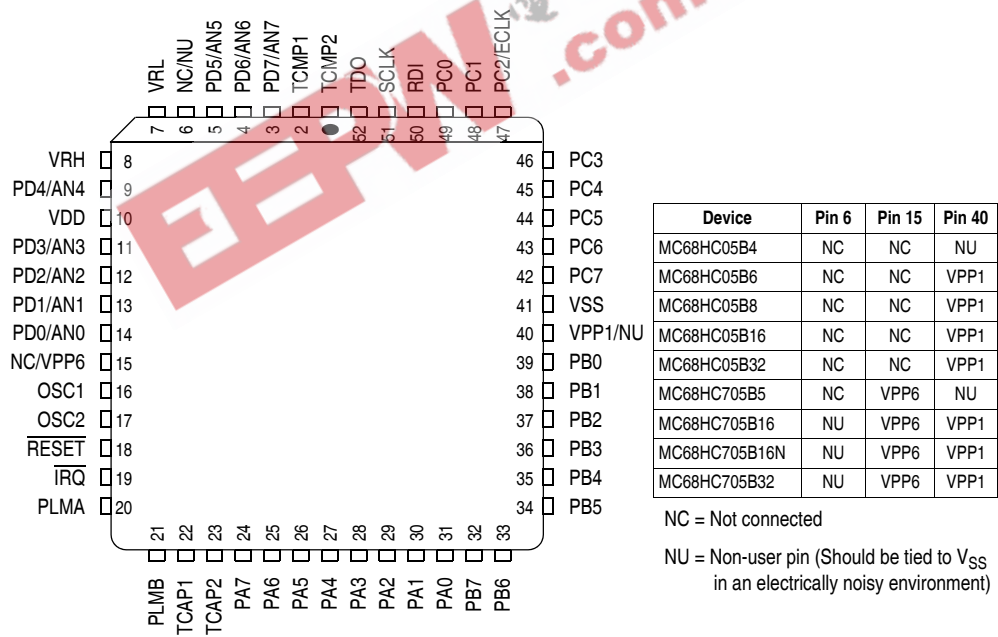 EEPW .com
VRL NC/NU PD5/AN5 PD6/AN6 PD7/AN7 TCMP1 TCMP2 TDO SCLK RDI PC0 PC1 PC2/ECLK
7 6 5 4 3 2 52 51 50 49 48 47
VRH 8
PD4/AN4 9
VDD 10
PD3/AN3 11
PD2/AN2 12
PD1/AN1 13
PD0/AN0 14
NC/VPP6 15
OSC1 16
OSC2 17
RESET 18
IRQ 19
PLMA 20
46 PC3
45 PC4
44 PC5
43 PC6
42 PC7
41 VSS
40 VPP1/NU
39 PB0
38 PB1
37 PB2
36 PB3
35 PB4
34 PB5
21 22 23 24 25 26 27 28 29 30 31 32 33
PLMB TCAP1 TCAP2 PA7 PA6 PA5 PA4 PA3 PA2 PA1 PA0 PB7 PB6
Device Pin 6 Pin 15 Pin 40
MC68HC05B4 NC NC NU
MC68HC05B6 NC NC VPP1
MC68HC05B8 NC NC VPP1
MC68HC05B16 NC NC VPP1
MC68HC05B32 NC NC VPP1
MC68HC705B5 NC VPP6 NU
MC68HC705B16 NU VPP6 VPP1
MC68HC705B16N NU VPP6 VPP1
MC68HC705B32 NU VPP6 VPP1
NC = Not connected
NU = Non-user pin (Should be tied to VSS
in an electrically noisy environment)